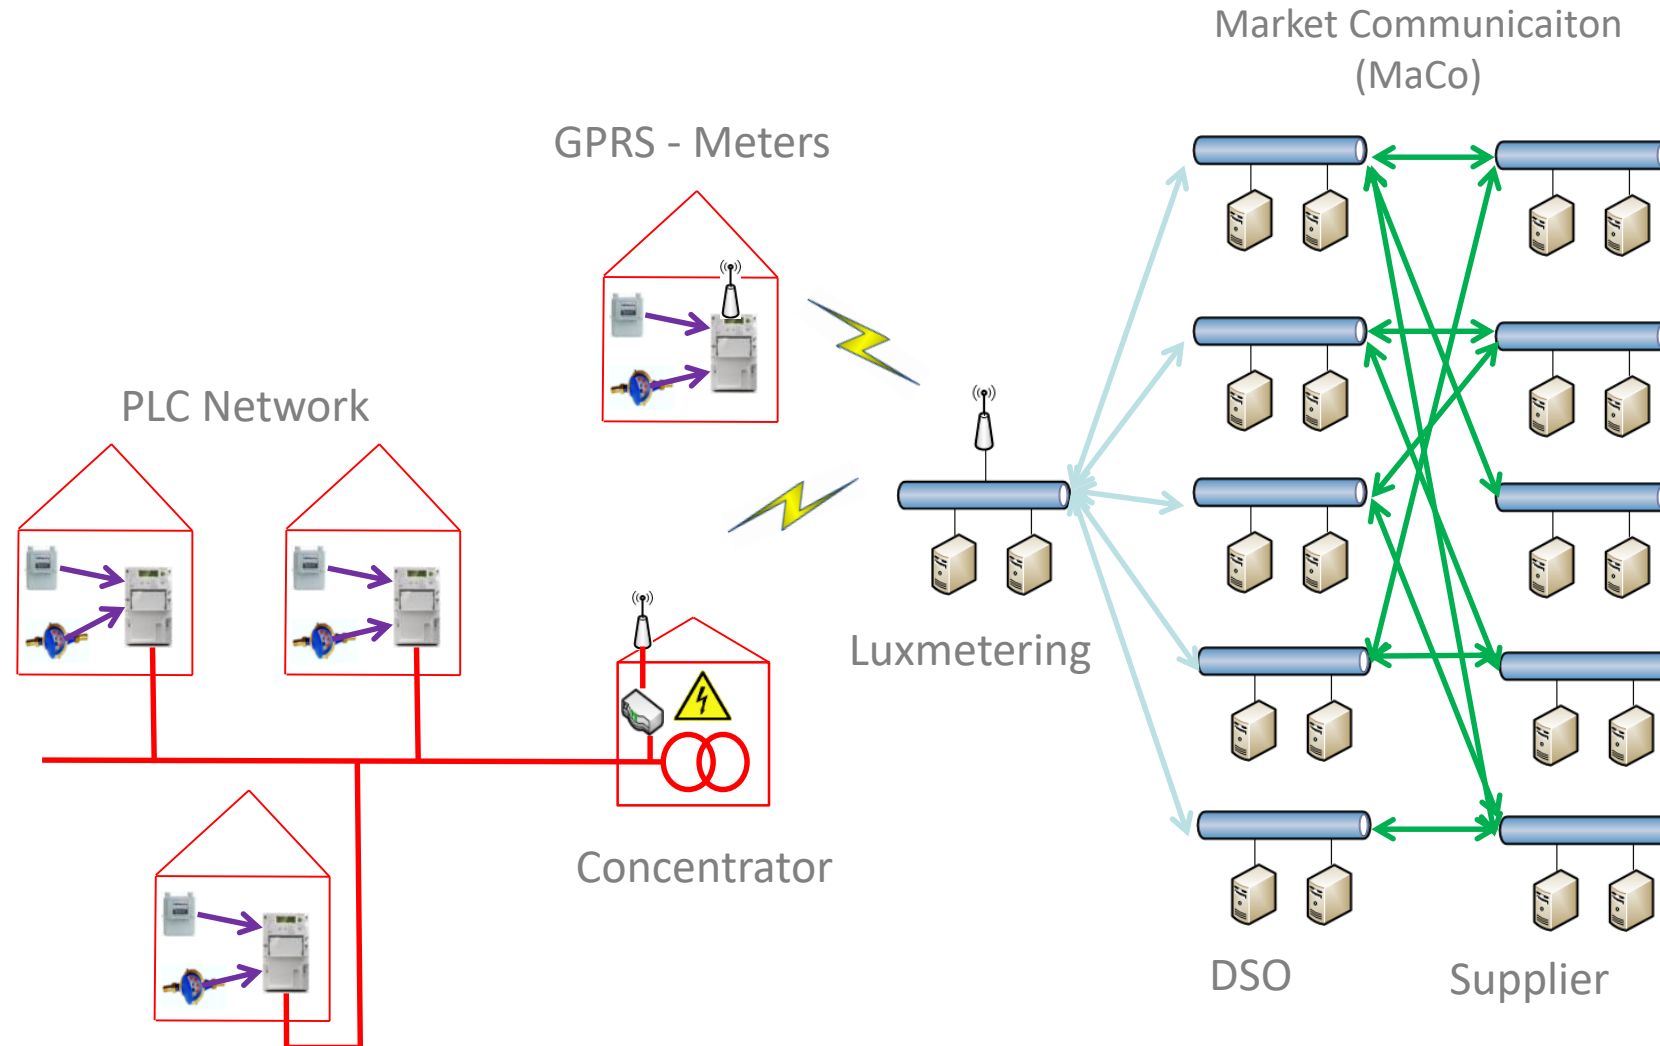 Market Communicaiton
(MaCo)
GPRS - Meters
PLC Network
Luxmetering
Concentrator
DSO
Supplier